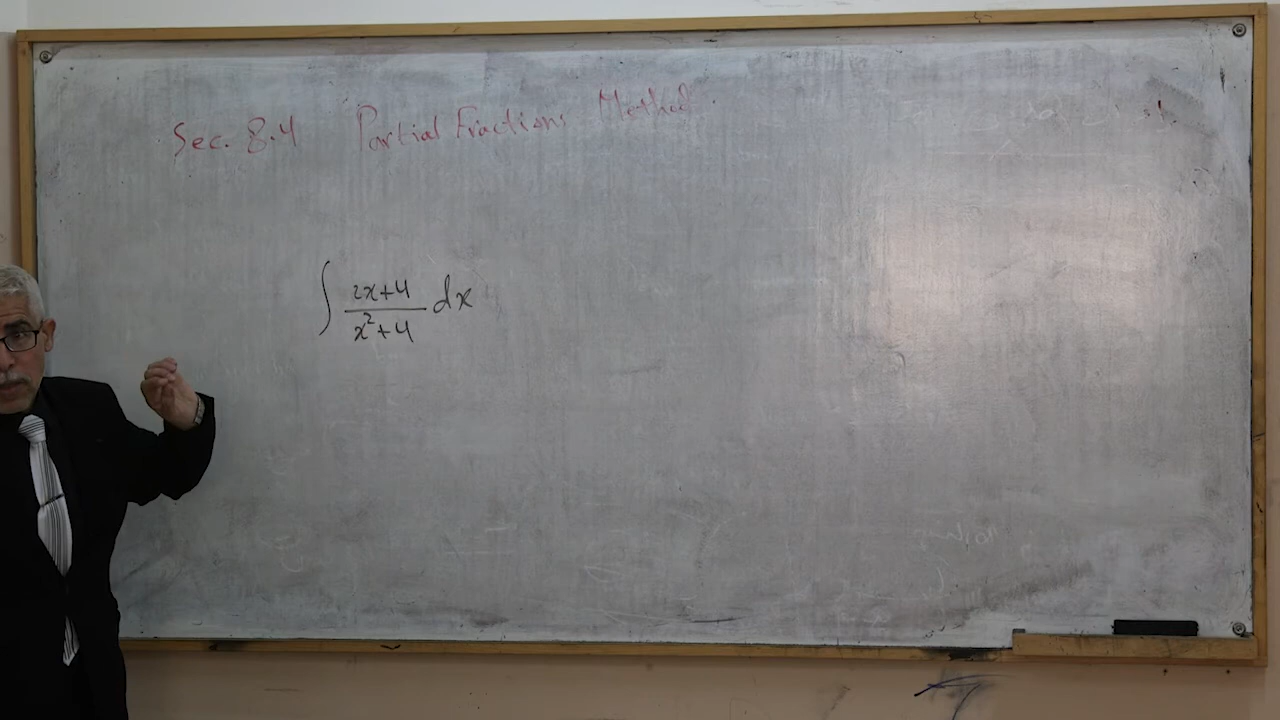 Sec. 8.4 Partial Fractions Method.
∫ (2x+4)/(x²+4) dx